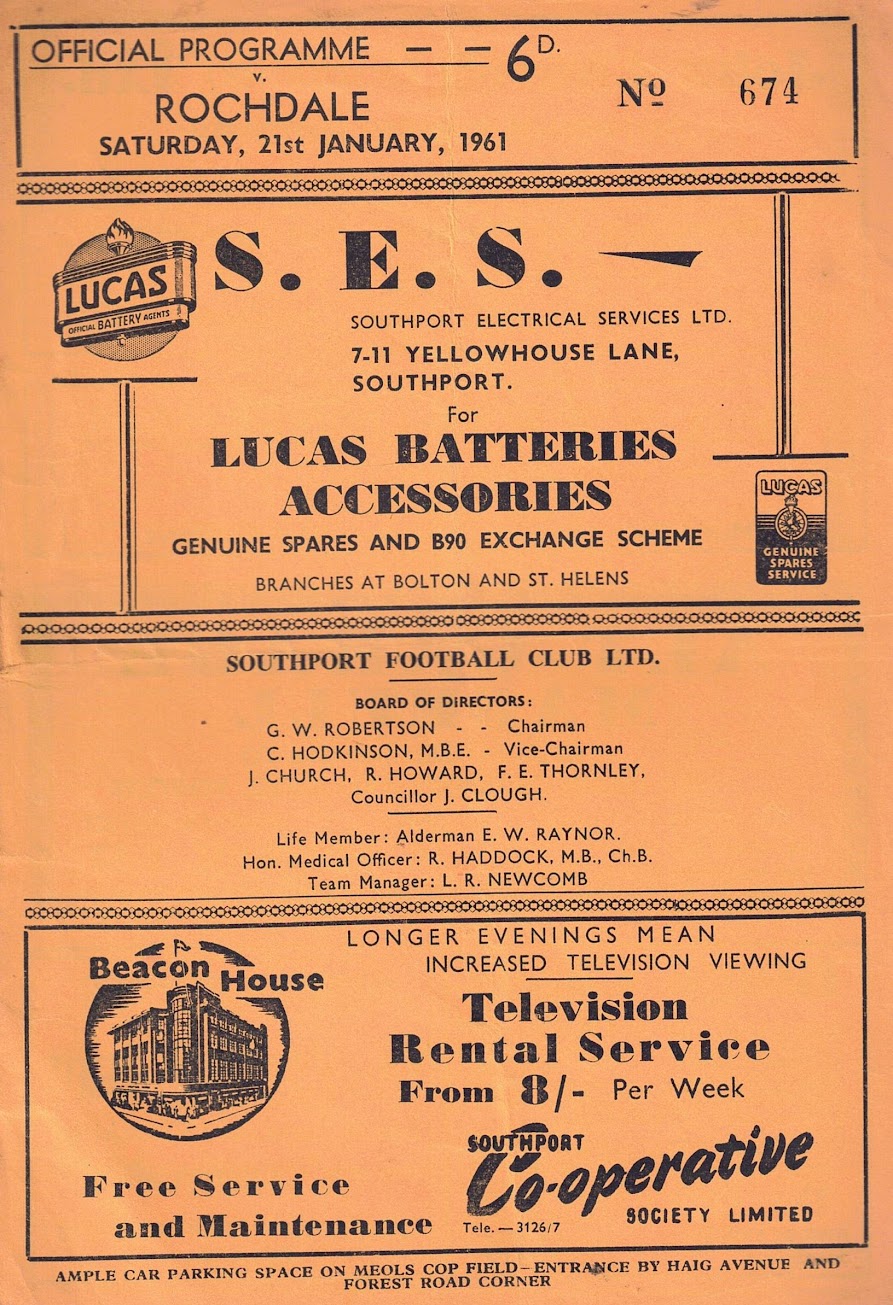 OFFICIAL PROGRAMME — — 6D.
v.
ROCHDALE
Nº 674
SATURDAY, 21st JANUARY, 1961
LUCAS
OFFICIAL BATTERY AGENTS
S. E. S. —
SOUTHPORT ELECTRICAL SERVICES LTD.
7-11 YELLOWHOUSE LANE,
SOUTHPORT.
For
LUCAS BATTERIES
ACCESSORIES
GENUINE SPARES AND B90 EXCHANGE SCHEME
BRANCHES AT BOLTON AND ST. HELENS
LUCAS
GENUINE
SPARES
SERVICE
SOUTHPORT FOOTBALL CLUB LTD.
BOARD OF DIRECTORS:
G. W. ROBERTSON - - Chairman
C. HODKINSON, M.B.E. - Vice-Chairman
J. CHURCH, R. HOWARD, F. E. THORNLEY,
Councillor J. CLOUGH.
Life Member: Alderman E. W. RAYNOR.
Hon. Medical Officer: R. HADDOCK, M.B., Ch.B.
Team Manager: L. R. NEWCOMB
Beacon House
LONGER EVENINGS MEAN
INCREASED TELEVISION VIEWING
Television
Rental Service
From 8/- Per Week
Free Service
and Maintenance
SOUTHPORT
Co-operative
SOCIETY LIMITED
Tele. — 3126/7
AMPLE CAR PARKING SPACE ON MEOLS COP FIELD—ENTRANCE BY HAIG AVENUE AND
FOREST ROAD CORNER